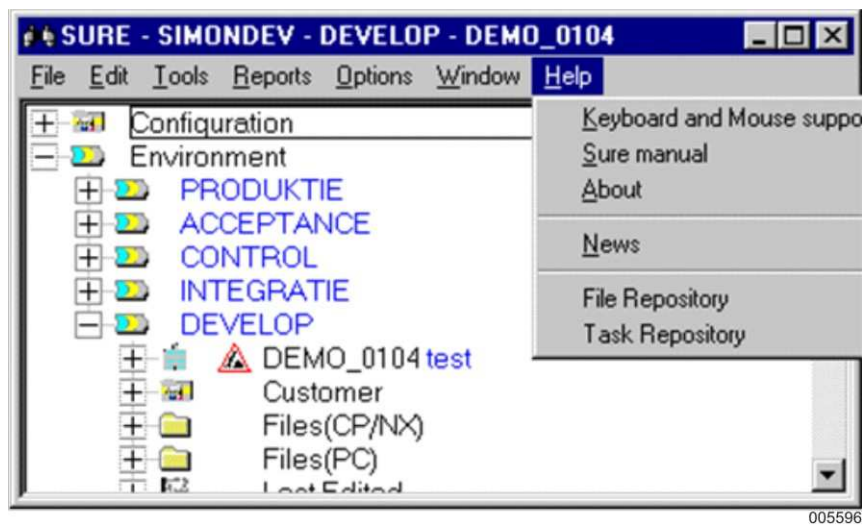 SURE - SIMONDEV - DEVELOP - DEMO_0104
File Edit Tools Reports Options Window Help
Configuration
Environment
PRODUKTIE
ACCEPTANCE
CONTROL
INTEGRATIE
DEVELOP
DEMO_0104 test
Customer
Files(CP/NX)
Files(PC)
Last Edited
Keyboard and Mouse suppo
Sure manual
About
News
File Repository
Task Repository
005596